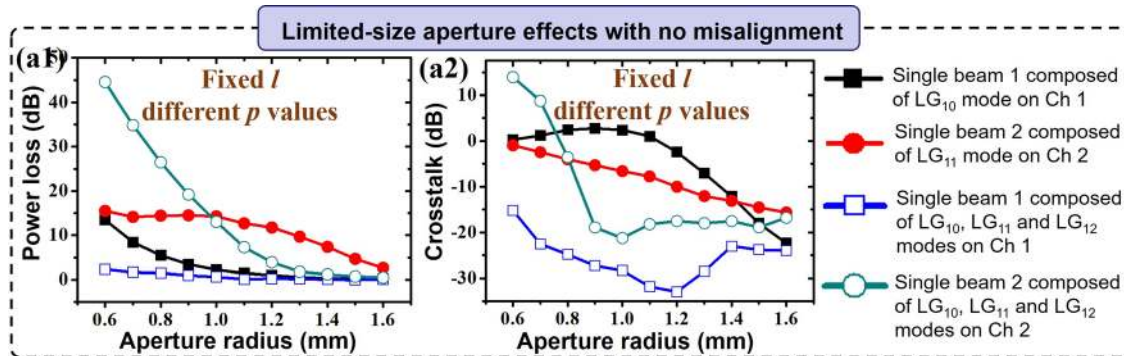 Limited-size aperture effects with no misalignment
(a1)
Fixed l
different p values
Power loss (dB)
50
40
30
20
10
0
0.6 0.8 1.0 1.2 1.4 1.6
Aperture radius (mm)
(a2)
Fixed l
different p values
Crosstalk (dB)
10
0
-10
-20
-30
0.6 0.8 1.0 1.2 1.4 1.6
Aperture radius (mm)
Single beam 1 composed
of LG₁₀ mode on Ch 1
Single beam 2 composed
of LG₁₁ mode on Ch 2
Single beam 1 composed
of LG₁₀, LG₁₁ and LG₁₂
modes on Ch 1
Single beam 2 composed
of LG₁₀, LG₁₁ and LG₁₂
modes on Ch 2